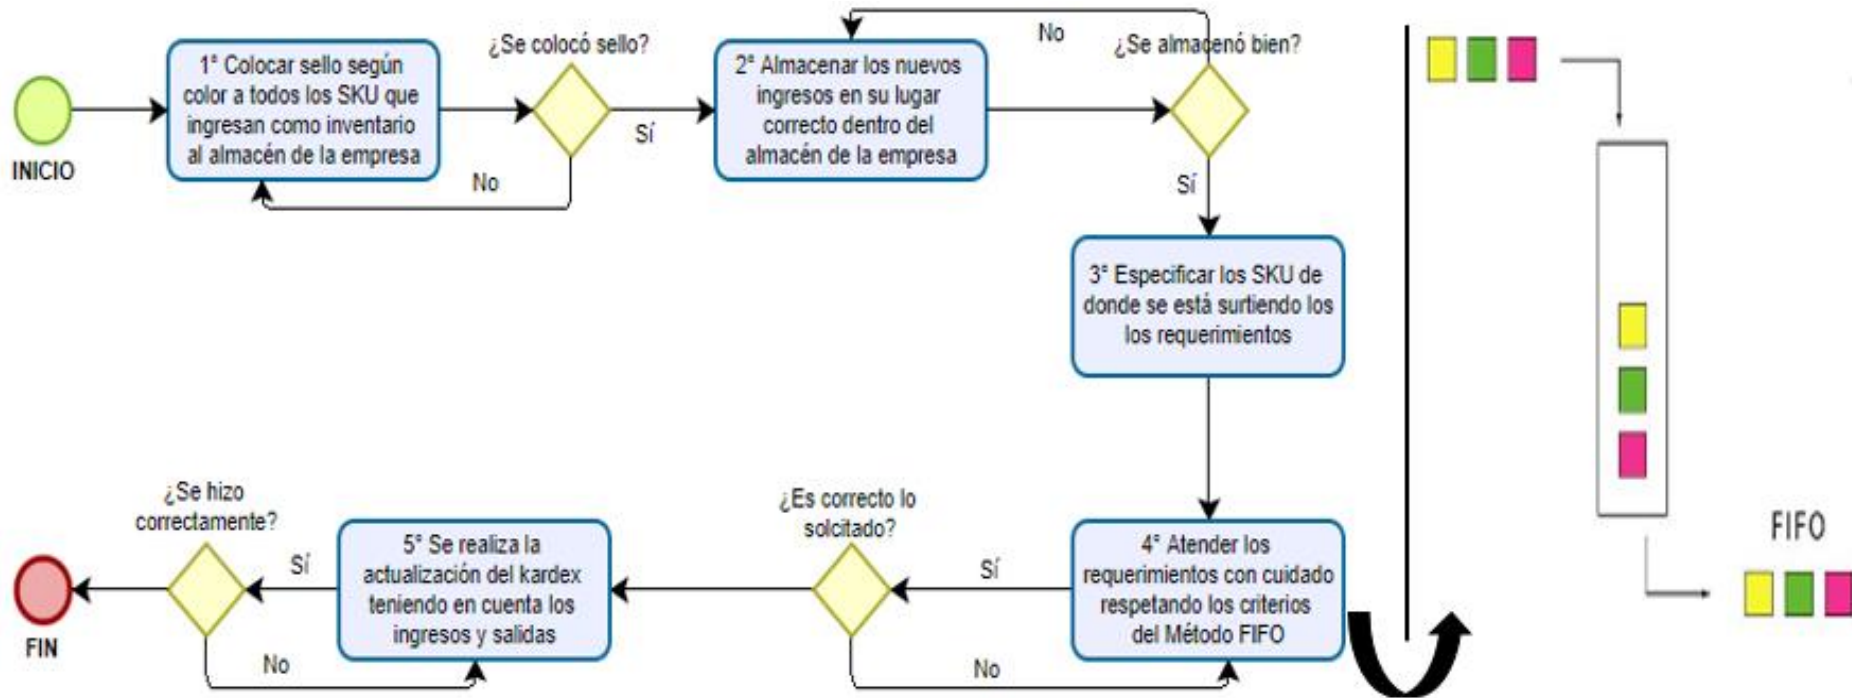 INICIO
1° Colocar sello según
color a todos los SKU que
ingresan como inventario
al almacén de la empresa
¿Se colocó sello?
No
Sí
2° Almacenar los nuevos
ingresos en su lugar
correcto dentro del
almacén de la empresa
No
¿Se almacenó bien?
Sí
3° Especificar los SKU de
donde se está surtiendo los
los requerimientos
4° Atender los
requerimientos con cuidado
respetando los criterios
del Método FIFO
¿Es correcto lo
solcitado?
Sí
No
5° Se realiza la
actualización del kardex
teniendo en cuenta los
ingresos y salidas
¿Se hizo
correctamente?
Sí
No
FIN
FIFO